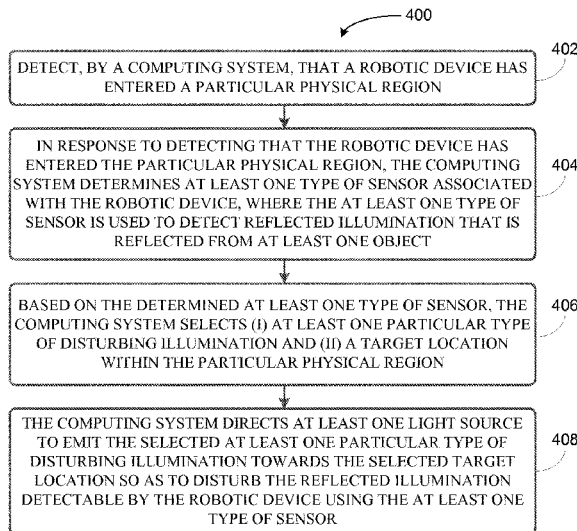 400
402
DETECT, BY A COMPUTING SYSTEM, THAT A ROBOTIC DEVICE HAS
ENTERED A PARTICULAR PHYSICAL REGION
IN RESPONSE TO DETECTING THAT THE ROBOTIC DEVICE HAS
ENTERED THE PARTICULAR PHYSICAL REGION, THE COMPUTING
SYSTEM DETERMINES AT LEAST ONE TYPE OF SENSOR ASSOCIATED
WITH THE ROBOTIC DEVICE, WHERE THE AT LEAST ONE TYPE OF
SENSOR IS USED TO DETECT REFLECTED ILLUMINATION THAT IS
REFLECTED FROM AT LEAST ONE OBJECT
404
BASED ON THE DETERMINED AT LEAST ONE TYPE OF SENSOR, THE
COMPUTING SYSTEM SELECTS (I) AT LEAST ONE PARTICULAR TYPE
OF DISTURBING ILLUMINATION AND (II) A TARGET LOCATION
WITHIN THE PARTICULAR PHYSICAL REGION
406
THE COMPUTING SYSTEM DIRECTS AT LEAST ONE LIGHT SOURCE
TO EMIT THE SELECTED AT LEAST ONE PARTICULAR TYPE OF
DISTURBING ILLUMINATION TOWARDS THE SELECTED TARGET
LOCATION SO AS TO DISTURB THE REFLECTED ILLUMINATION
DETECTABLE BY THE ROBOTIC DEVICE USING THE AT LEAST ONE
TYPE OF SENSOR
408